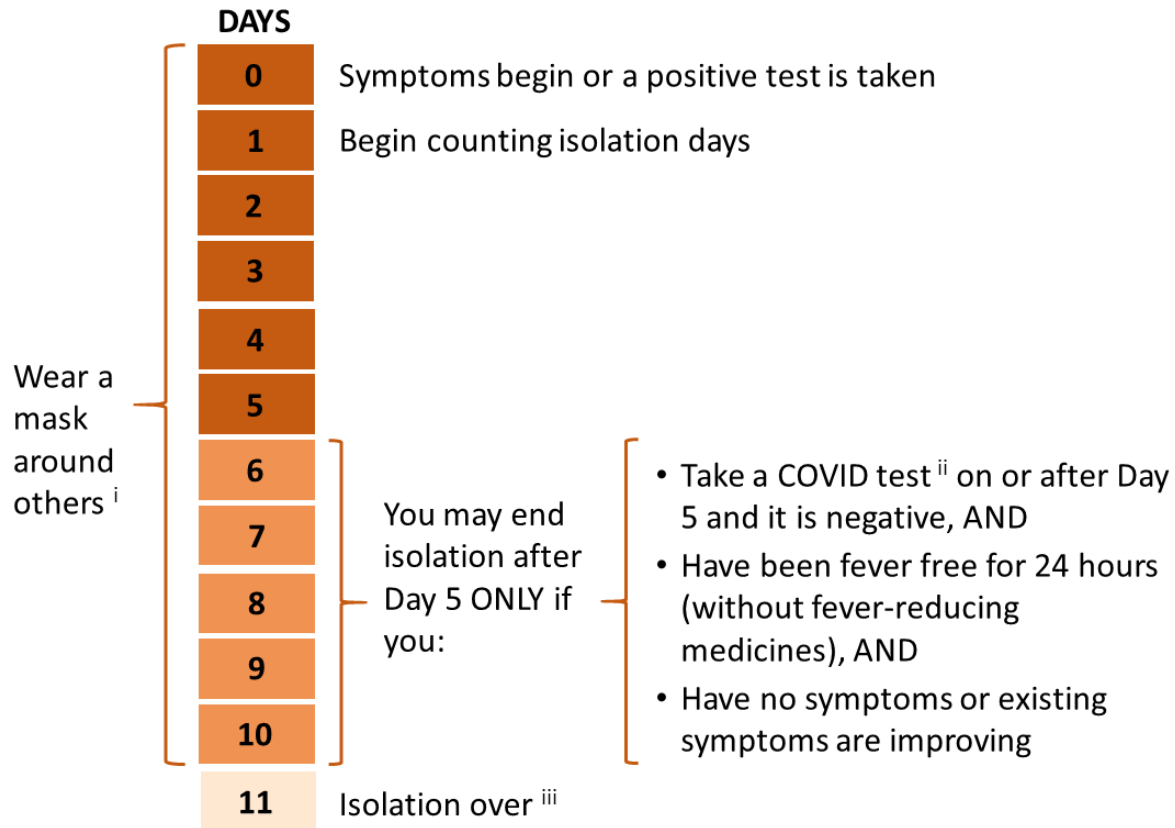 DAYS
0
Symptoms begin or a positive test is taken
1
Begin counting isolation days
2
3
4
5
6
7
8
9
10
11
Isolation over iii
Wear a
mask
around
others i
You may end
isolation after
Day 5 ONLY if
you:
• Take a COVID test ii on or after Day
5 and it is negative, AND
• Have been fever free for 24 hours
(without fever-reducing
medicines), AND
• Have no symptoms or existing
symptoms are improving